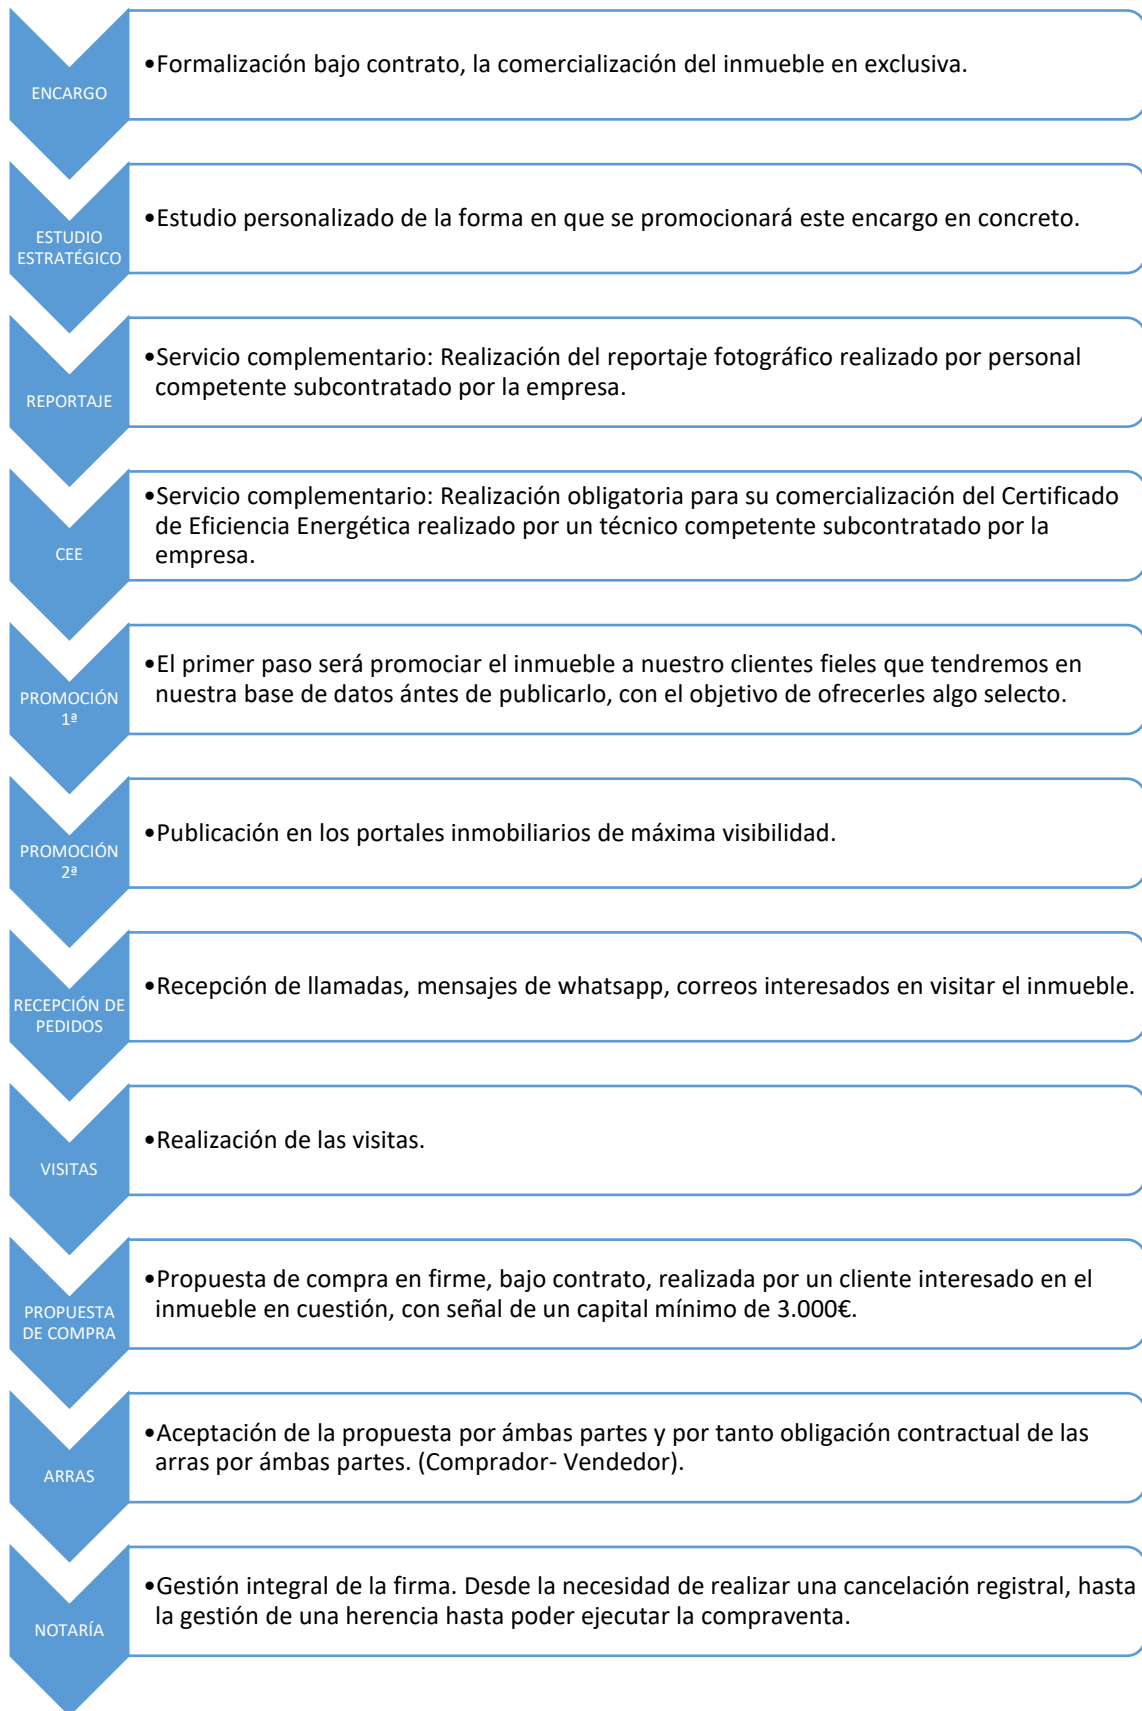 ENCARGO
•Formalización bajo contrato, la comercialización del inmueble en exclusiva.
ESTUDIO
ESTRATÉGICO
•Estudio personalizado de la forma en que se promocionará este encargo en concreto.
REPORTAJE
•Servicio complementario: Realización del reportaje fotográfico realizado por personal
competente subcontratado por la empresa.
CEE
•Servicio complementario: Realización obligatoria para su comercialización del Certificado
de Eficiencia Energética realizado por un técnico competente subcontratado por la
empresa.
PROMOCIÓN
1ª
•El primer paso será promociar el inmueble a nuestro clientes fieles que tendremos en
nuestra base de datos ántes de publicarlo, con el objetivo de ofrecerles algo selecto.
PROMOCIÓN
2ª
•Publicación en los portales inmobiliarios de máxima visibilidad.
RECEPCIÓN DE
PEDIDOS
•Recepción de llamadas, mensajes de whatsapp, correos interesados en visitar el inmueble.
VISITAS
•Realización de las visitas.
PROPUESTA
DE COMPRA
•Propuesta de compra en firme, bajo contrato, realizada por un cliente interesado en el
inmueble en cuestión, con señal de un capital mínimo de 3.000€.
ARRAS
•Aceptación de la propuesta por ámbas partes y por tanto obligación contractual de las
arras por ámbas partes. (Comprador- Vendedor).
NOTARÍA
•Gestión integral de la firma. Desde la necesidad de realizar una cancelación registral, hasta
la gestión de una herencia hasta poder ejecutar la compraventa.